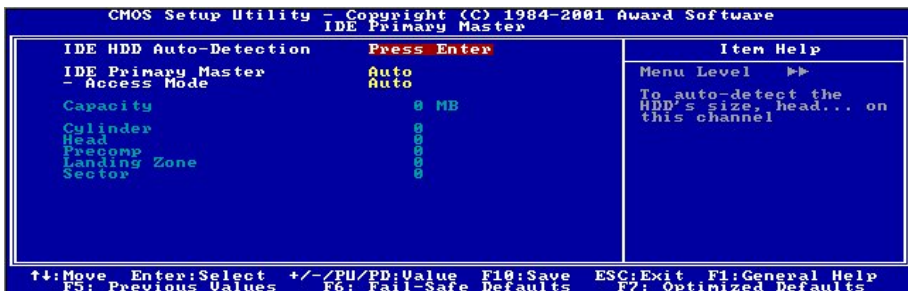 CMOS Setup Utility - Copyright (C) 1984-2001 Award Software
IDE Primary Master
IDE HDD Auto-Detection Press Enter
IDE Primary Master Auto
- Access Mode Auto
Capacity 0 MB
Cylinder 0
Head 0
Precomp 0
Landing Zone 0
Sector 0
Item Help
Menu Level ▶▶
To auto-detect the
HDD's size, head... on
this channel
↑↓:Move Enter:Select +/-/PU/PD:Value F10:Save ESC:Exit F1:General Help
F5: Previous Values F6: Fail-Safe Defaults F7: Optimized Defaults